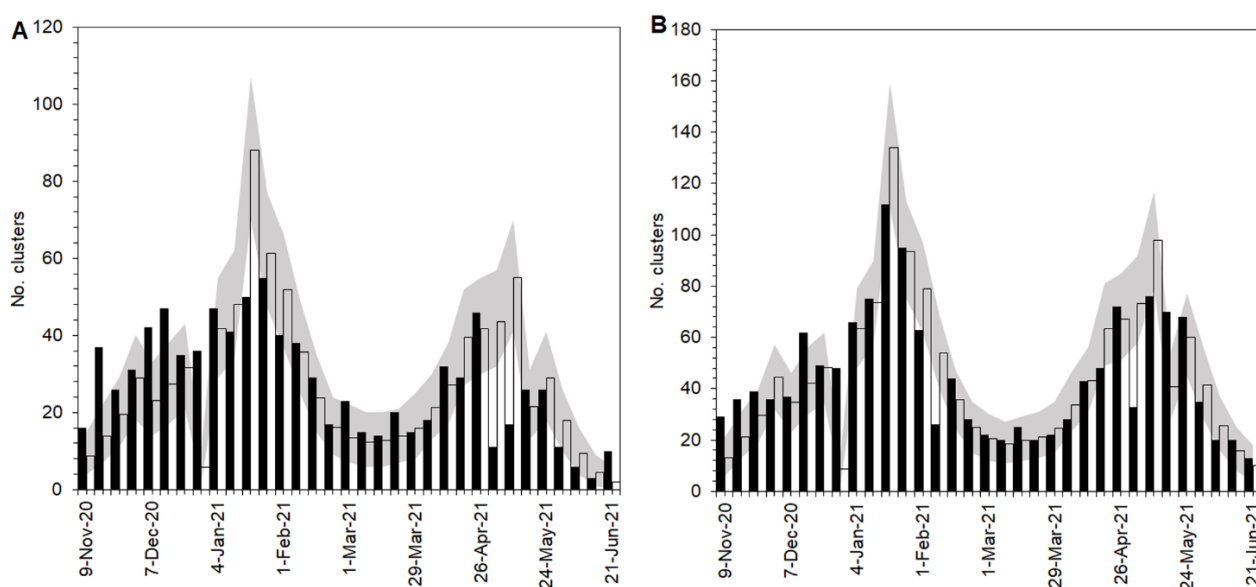 A
No. clusters
120
100
80
60
40
20
0
9-Nov-20
7-Dec-20
4-Jan-21
1-Feb-21
1-Mar-21
29-Mar-21
26-Apr-21
24-May-21
21-Jun-21
B
No. clusters
180
160
140
120
100
80
60
40
20
0
9-Nov-20
7-Dec-20
4-Jan-21
1-Feb-21
1-Mar-21
29-Mar-21
26-Apr-21
24-May-21
21-Jun-21